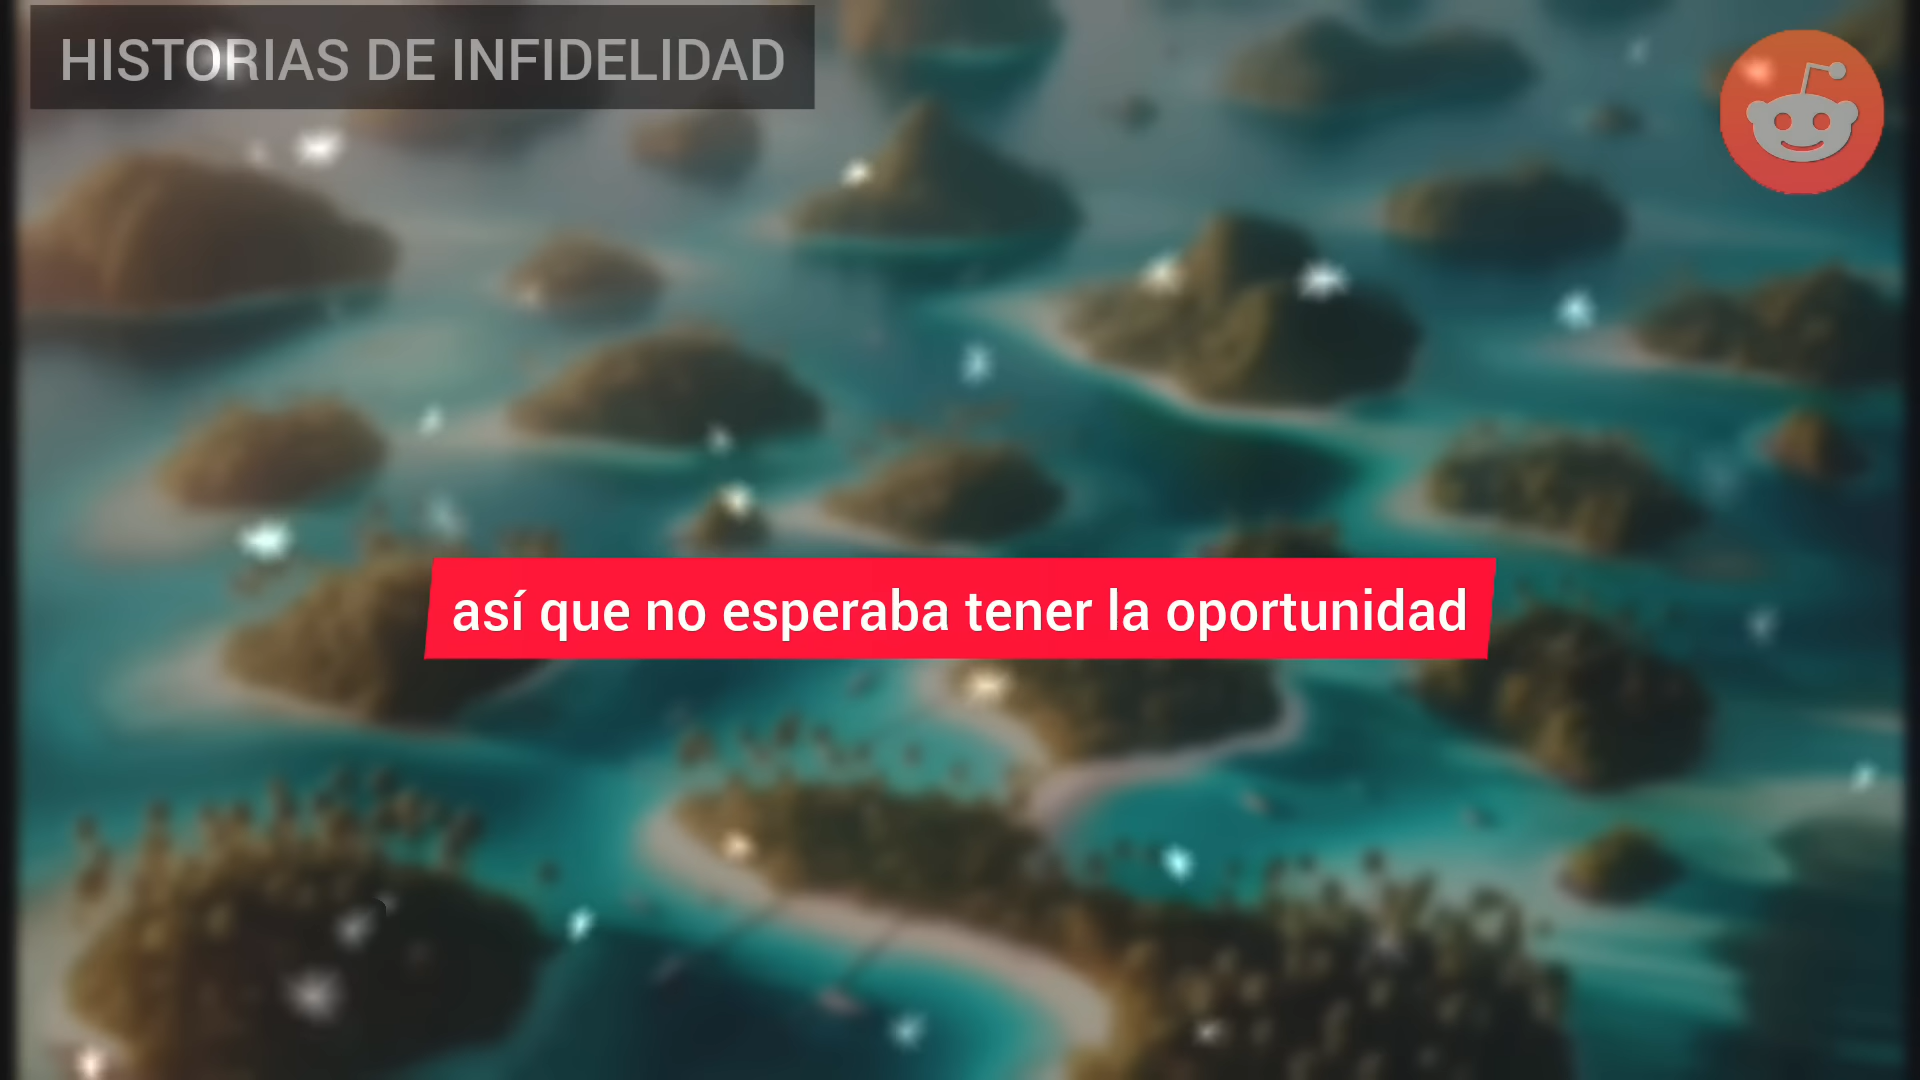 HISTORIAS DE INFIDELIDAD
así que no esperaba tener la oportunidad